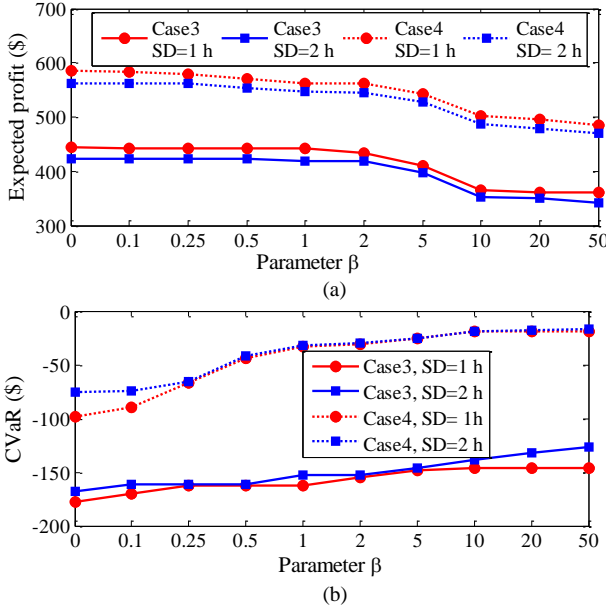 Case3 Case3 Case4 Case4
SD=1 h SD=2 h SD=1 h SD= 2 h
Expected profit ($)
700
600
500
400
300
0 0.1 0.25 0.5 1 2 5 10 20 50
Parameter β
(a)
CVaR ($)
0
-50
-100
-150
-200
Case3, SD=1 h
Case3, SD=2 h
Case4, SD= 1h
Case4, SD=2 h
0 0.1 0.25 0.5 1 2 5 10 20 50
Parameter β
(b)